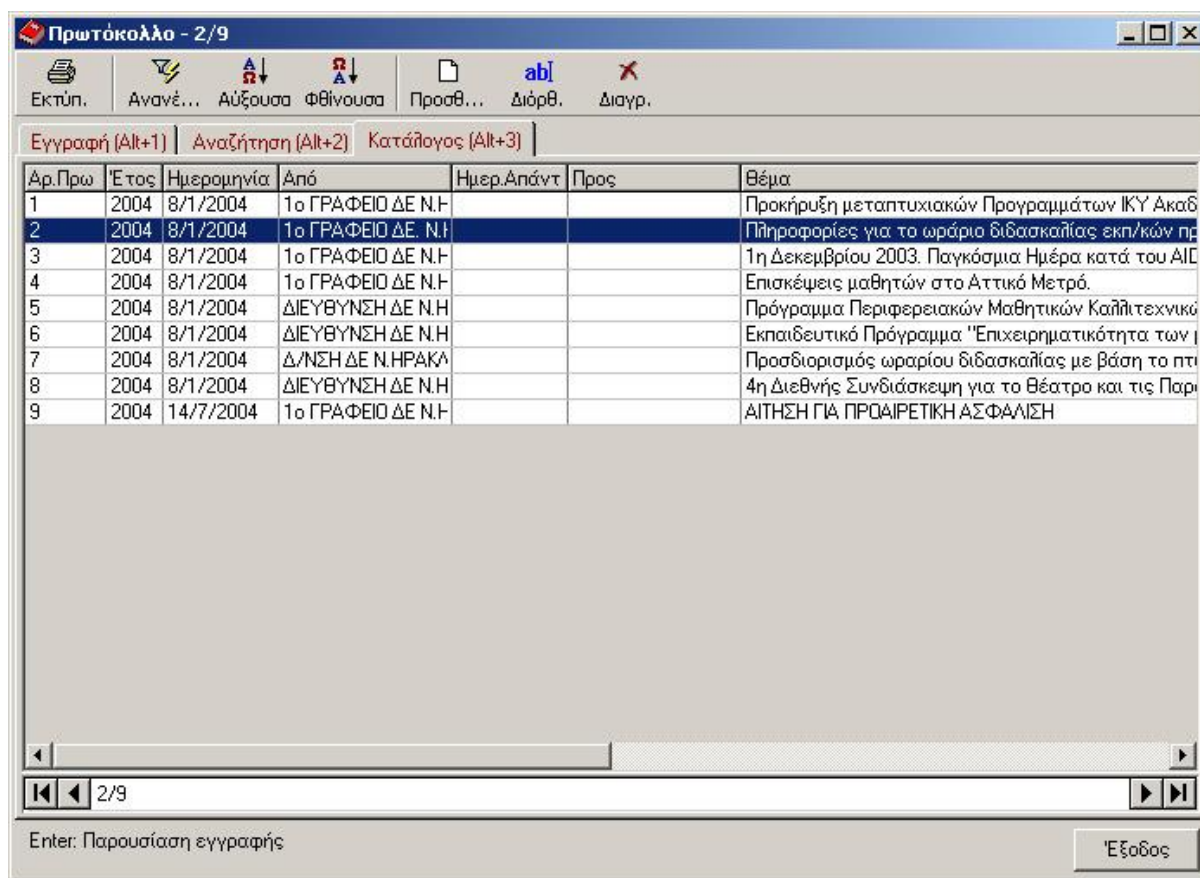 Πρωτόκολλο - 2/9
Εκτύπ. Ανανέ... Αύξουσα Φθίνουσα Προσθ... Διόρθ. Διαγρ.
Εγγραφή (Alt+1) Αναζήτηση (Alt+2) Κατάλογος (Alt+3)
Αρ.Πρω Έτος Ημερομηνία Από Ημερ.Απάντ Προς Θέμα
1 2004 8/1/2004 1ο ΓΡΑΦΕΙΟ ΔΕ Ν.Η Προκήρυξη μεταπτυχιακών Προγραμμάτων ΙΚΥ Ακαδ
2 2004 8/1/2004 1ο ΓΡΑΦΕΙΟ ΔΕ. Ν.Η Πληροφορίες για το ωράριο διδασκαλίας εκπ/κών πρ
3 2004 8/1/2004 1ο ΓΡΑΦΕΙΟ ΔΕ Ν.Η 1η Δεκεμβρίου 2003. Παγκόσμια Ημέρα κατά του AID
4 2004 8/1/2004 1ο ΓΡΑΦΕΙΟ ΔΕ Ν.Η Επισκέψεις μαθητών στο Αττικό Μετρό.
5 2004 8/1/2004 ΔΙΕΥΘΥΝΣΗ ΔΕ Ν.Η Πρόγραμμα Περιφερειακών Μαθητικών Καλλιτεχνικώ
6 2004 8/1/2004 ΔΙΕΥΘΥΝΣΗ ΔΕ Ν.Η Εκπαιδευτικό Πρόγραμμα "Επιχειρηματικότητα των
7 2004 8/1/2004 Δ/ΝΣΗ ΔΕ Ν.ΗΡΑΚΛ Προσδιορισμός ωραρίου διδασκαλίας με βάση το πτυ
8 2004 8/1/2004 ΔΙΕΥΘΥΝΣΗ ΔΕ Ν.Η 4η Διεθνής Συνδιάσκεψη για το Θέατρο και τις Παρα
9 2004 14/7/2004 1ο ΓΡΑΦΕΙΟ ΔΕ Ν.Η ΑΙΤΗΣΗ ΓΙΑ ΠΡΟΑΙΡΕΤΙΚΗ ΑΣΦΑΛΙΣΗ
2/9
Enter: Παρουσίαση εγγραφής
Έξοδος